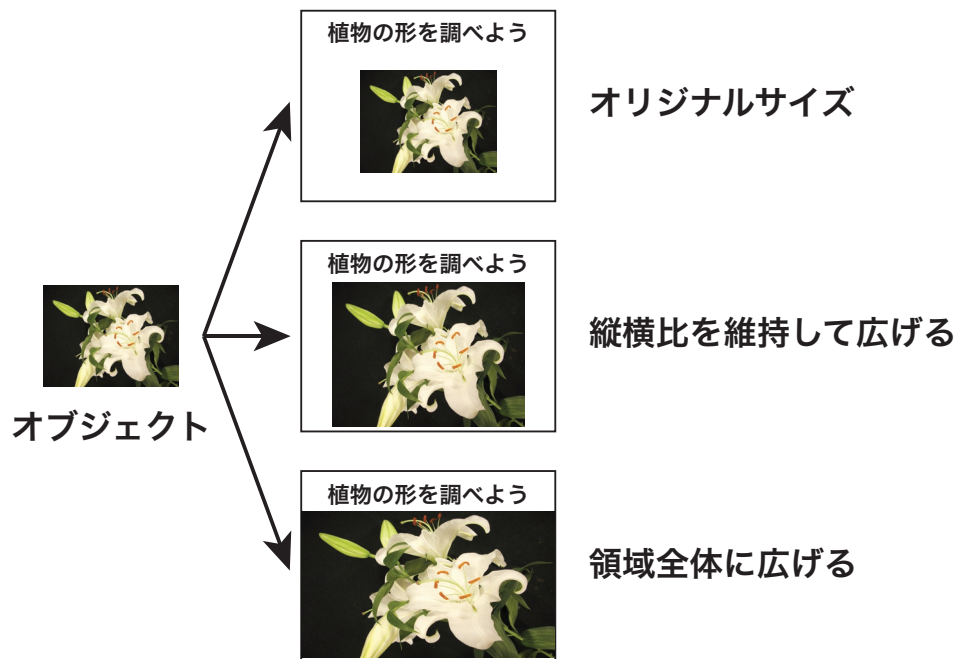 植物の形を調べよう
オリジナルサイズ
植物の形を調べよう
縦横比を維持して広げる
オブジェクト
植物の形を調べよう
領域全体に広げる